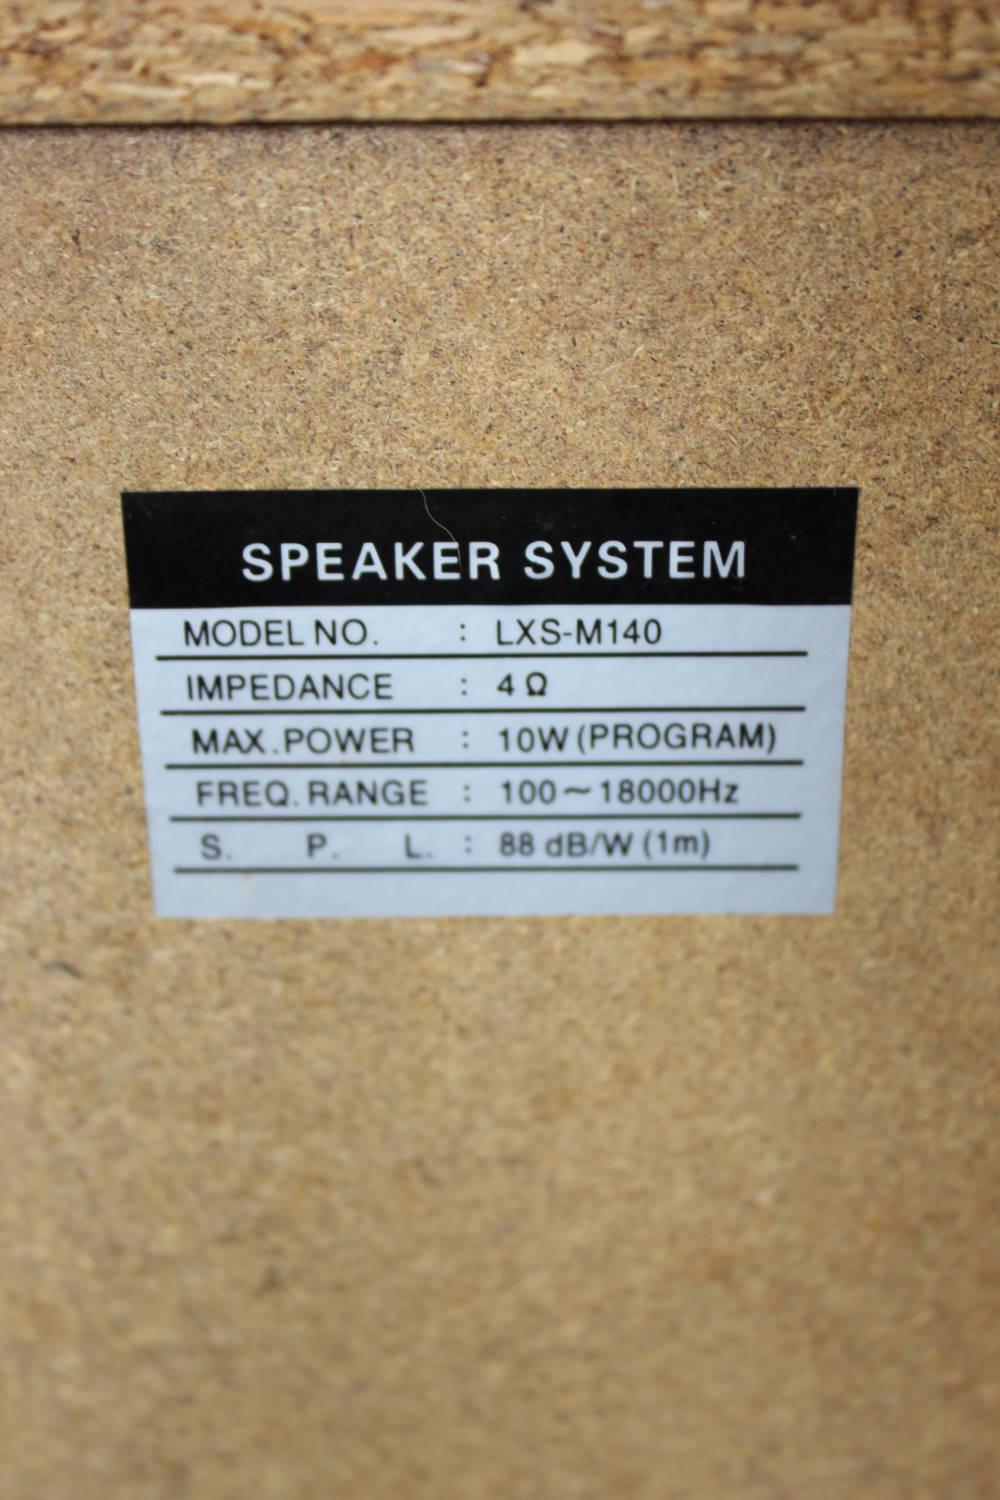 SPEAKER SYSTEM
MODEL NO. : LXS-M140
IMPEDANCE : 4 Ω
MAX.POWER : 10W (PROGRAM)
FREQ. RANGE : 100~18000Hz
S. P. L. : 88 dB/W (1m)